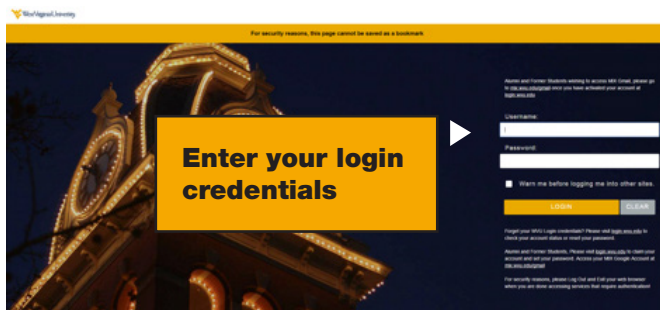 West Virginia University
For security reasons, this page cannot be saved as a bookmark
Enter your login
credentials
Alumni and Former Students wishing to access MIX Gmail, please go
to mix.wvu.edu/gmail once you have activated your account at
login.wvu.edu.
Username:
Password:
Warn me before logging me into other sites.
LOGIN
CLEAR
Forgot your WVU Login credentials? Please visit login.wvu.edu to
check your account status or reset your password.
Alumni and Former Students, Please visit login.wvu.edu to claim your
account and set your password. Access your MIX Google Account at
mix.wvu.edu/gmail
For security reasons, please Log Out and Exit your web browser
when you are done accessing services that require authentication!